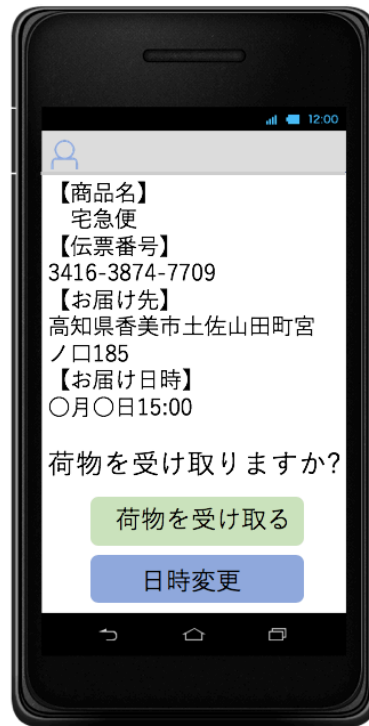 12:00
【商品名】
宅急便
【伝票番号】
3416-3874-7709
【お届け先】
高知県香美市土佐山田町宮
ノ口185
【お届け日時】
〇月〇日15:00
荷物を受け取りますか?
荷物を受け取る
日時変更